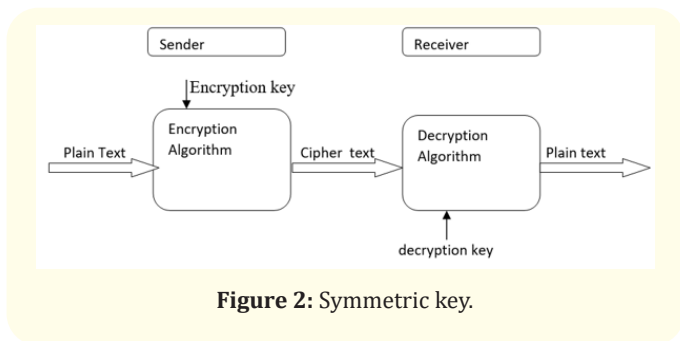 Sender
Receiver
Encryption key
Encryption
Algorithm
Plain Text
Cipher text
Decryption
Algorithm
Plain text
decryption key
Figure 2: Symmetric key.